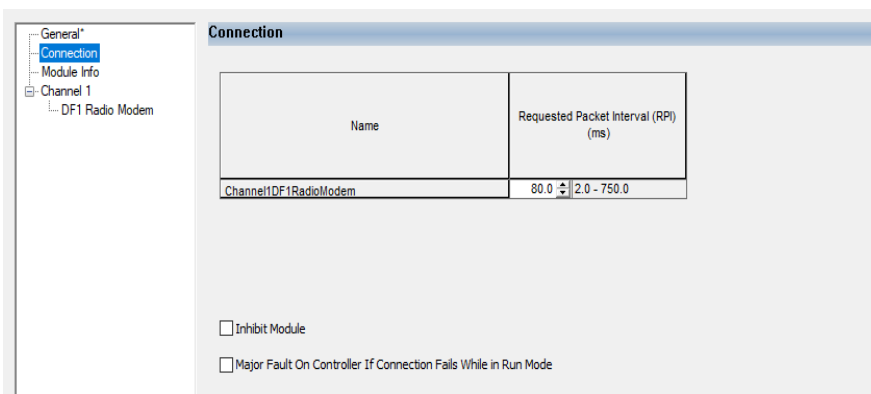 General*
Connection
Module Info
Channel 1
DF1 Radio Modem
Connection
Name
Requested Packet Interval (RPI)
(ms)
Channel1DF1RadioModem
80.0 2.0 - 750.0
Inhibit Module
Major Fault On Controller If Connection Fails While in Run Mode